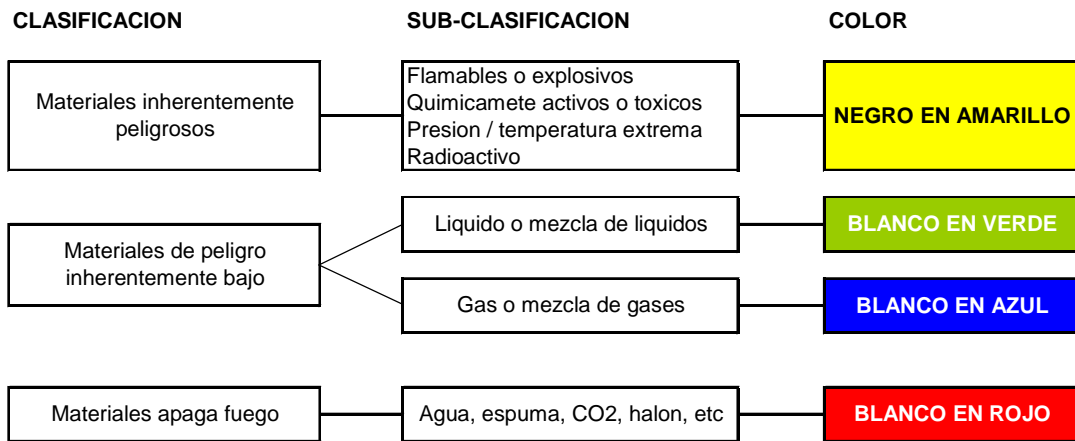 CLASIFICACION
SUB-CLASIFICACION
COLOR
Materiales inherentemente
peligrosos
Flamables o explosivos
Quimicamete activos o toxicos
Presion / temperatura extrema
Radioactivo
NEGRO EN AMARILLO
Materiales de peligro
inherentemente bajo
Liquido o mezcla de liquidos
BLANCO EN VERDE
Gas o mezcla de gases
BLANCO EN AZUL
Materiales apaga fuego
Agua, espuma, CO2, halon, etc
BLANCO EN ROJO